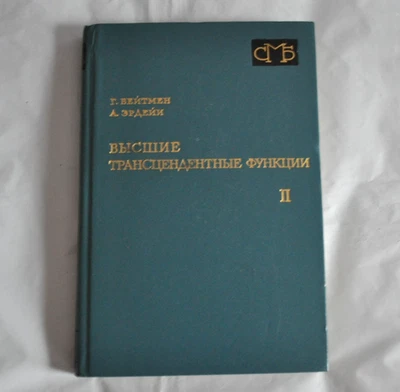 СМБ
Г. БЕЙТМЕН
А. ЭРДЕЙИ
ВЫСШИЕ
ТРАНСЦЕНДЕНТНЫЕ ФУНКЦИИ
II